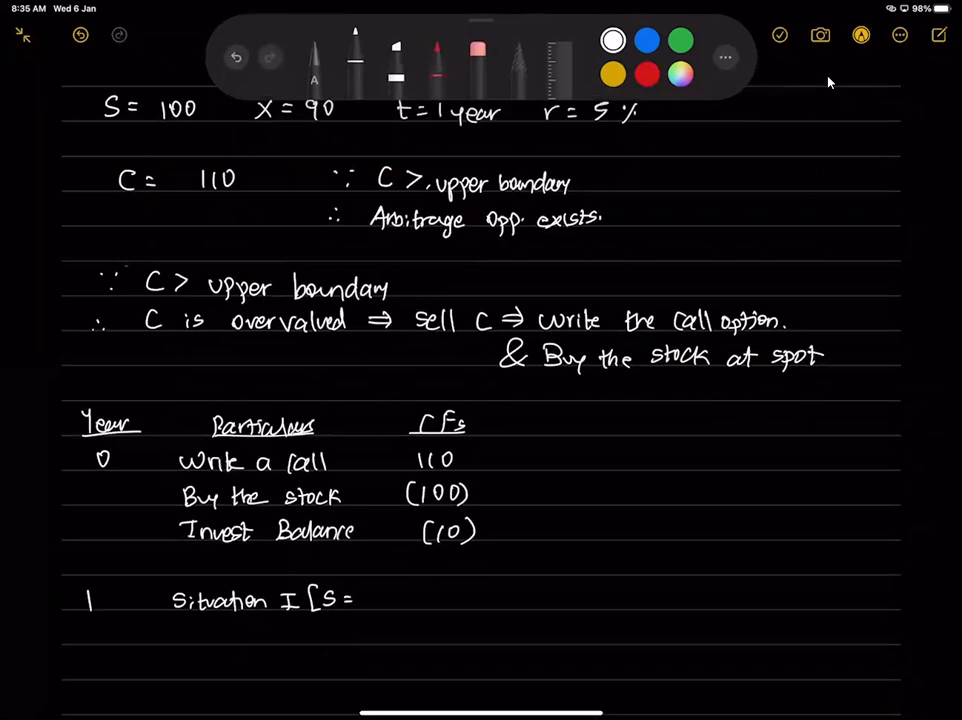 8:35 AM Wed 6 Jan 98%
A
S = 100 X = 90 t = 1 year r = 5 %
C = 110 ∵ C > upper boundary
∴ Arbitrage opp. exists.
∵ C > upper boundary
∴ C is overvalued ⇒ sell C ⇒ write the call option.
& Buy the stock at spot
Year Particulars CFs
0 Write a call 110
Buy the stock (100)
Invest Balance (10)
1 Situation I [S =